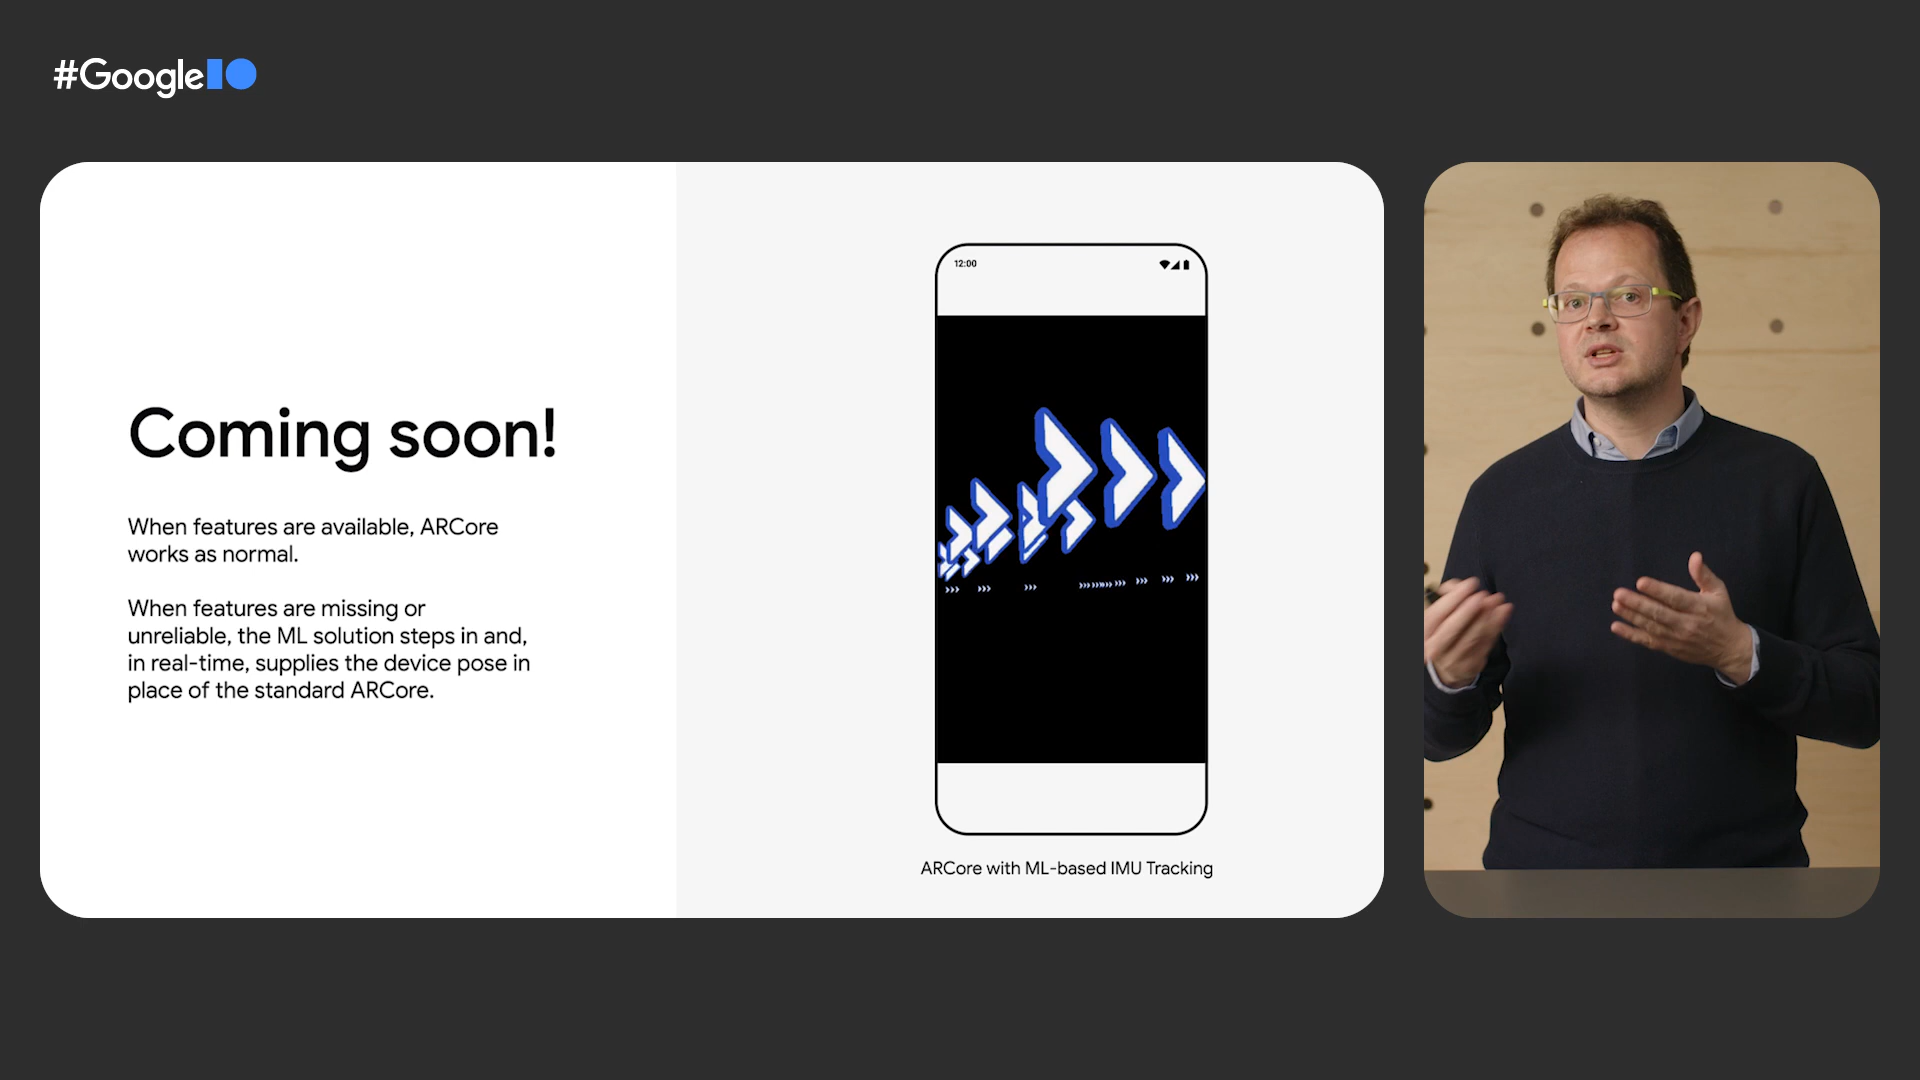 #GoogleIO
12:00
Coming soon!
When features are available, ARCore
works as normal.
When features are missing or
unreliable, the ML solution steps in and,
in real-time, supplies the device pose in
place of the standard ARCore.
ARCore with ML-based IMU Tracking